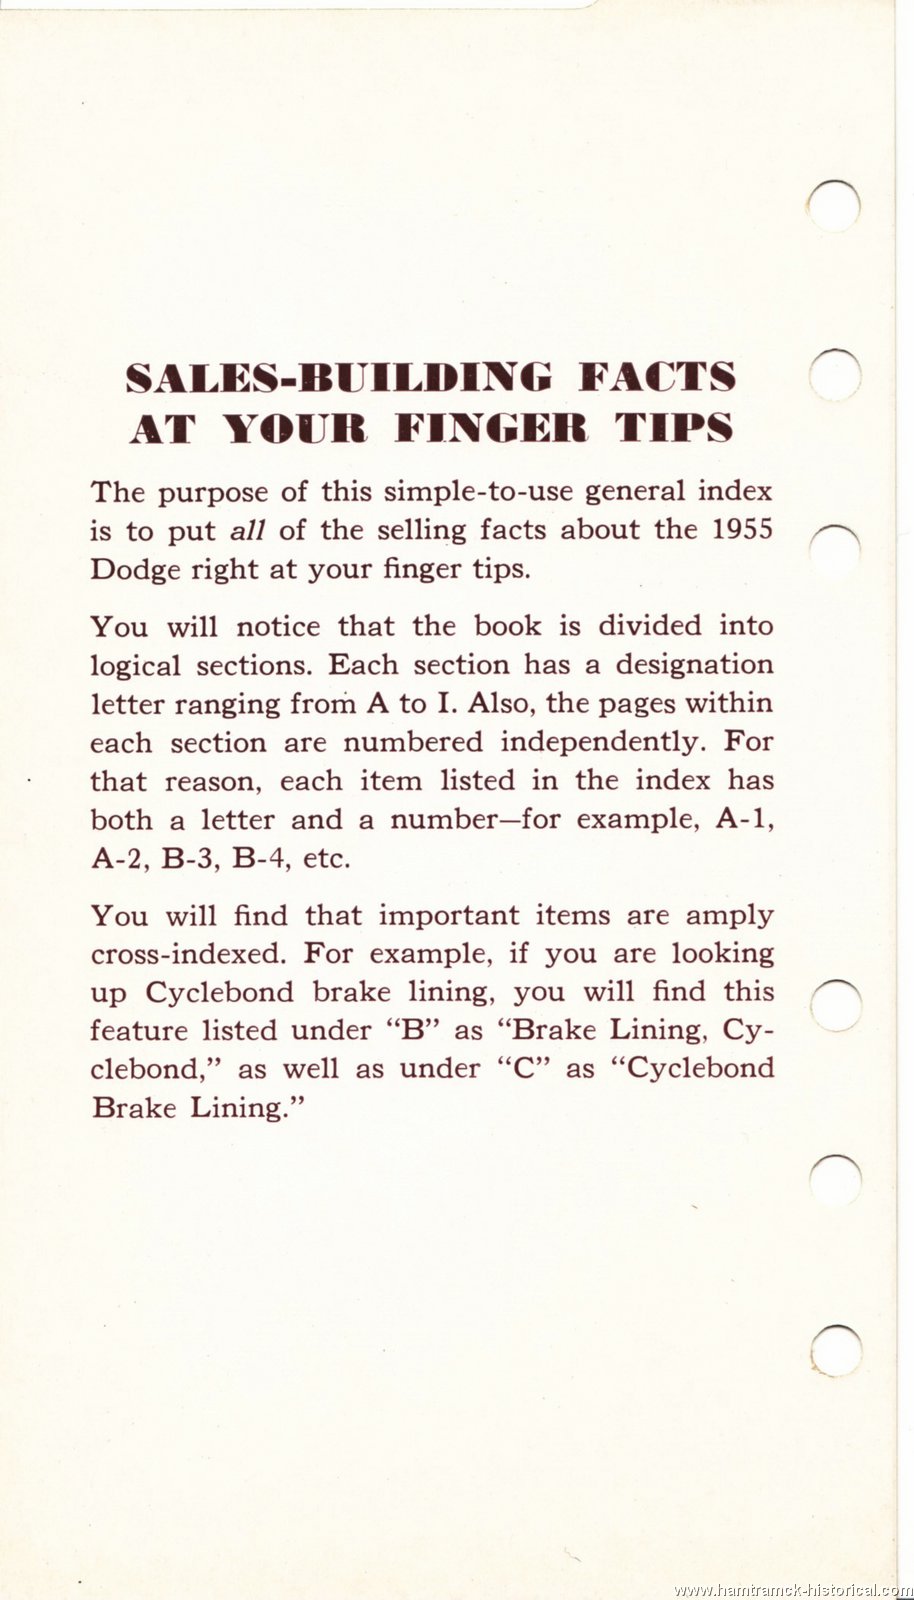 SALES-BUILDING FACTS
AT YOUR FINGER TIPS
The purpose of this simple-to-use general index
is to put all of the selling facts about the 1955
Dodge right at your finger tips.
You will notice that the book is divided into
logical sections. Each section has a designation
letter ranging from A to I. Also, the pages within
each section are numbered independently. For
that reason, each item listed in the index has
both a letter and a number—for example, A-1,
A-2, B-3, B-4, etc.
You will find that important items are amply
cross-indexed. For example, if you are looking
up Cyclebond brake lining, you will find this
feature listed under “B” as “Brake Lining, Cy-
clebond,” as well as under “C” as “Cyclebond
Brake Lining.”
www.hamtramck-historical.com